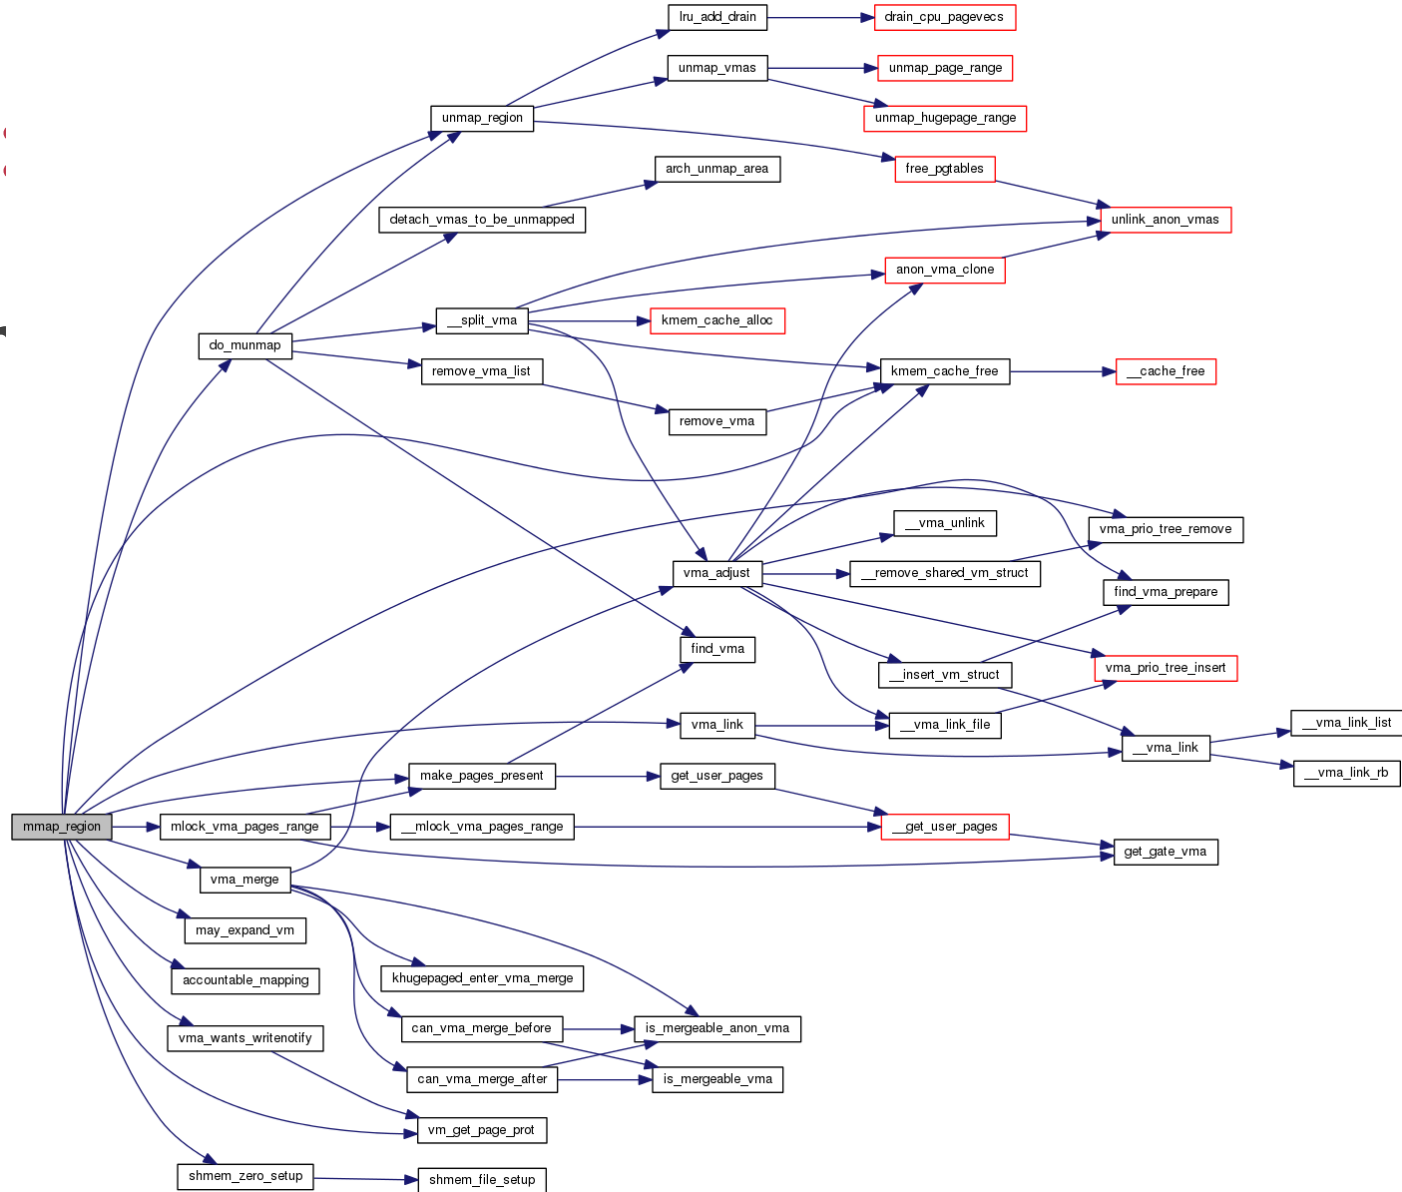 lru_add_drain
drain_cpu_pagevecs
unmap_vmas
unmap_page_range
unmap_region
unmap_hugepage_range
arch_unmap_area
free_pgtables
detach_vmas_to_be_unmapped
unlink_anon_vmas
anon_vma_clone
__split_vma
kmem_cache_alloc
do_munmap
remove_vma_list
kmem_cache_free
__cache_free
remove_vma
__vma_unlink
vma_prio_tree_remove
vma_adjust
__remove_shared_vm_struct
find_vma_prepare
find_vma
__insert_vm_struct
vma_prio_tree_insert
vma_link
__vma_link_file
__vma_link_list
__vma_link
make_pages_present
get_user_pages
__vma_link_rb
mmap_region
mlock_vma_pages_range
__mlock_vma_pages_range
__get_user_pages
get_gate_vma
vma_merge
may_expand_vm
accountable_mapping
khugepaged_enter_vma_merge
vma_wants_writenotify
can_vma_merge_before
is_mergeable_anon_vma
can_vma_merge_after
is_mergeable_vma
vm_get_page_prot
shmem_zero_setup
shmem_file_setup